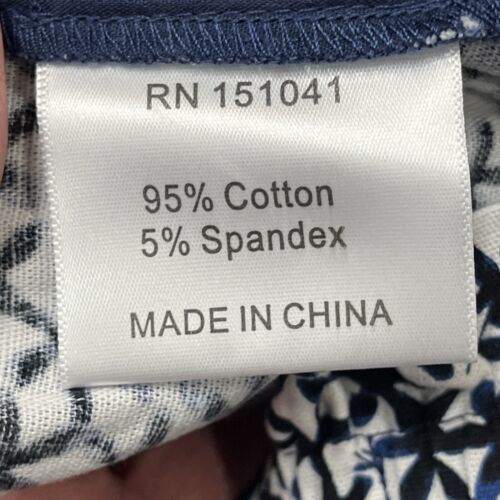 RN 151041
95% Cotton
5% Spandex
MADE IN CHINA